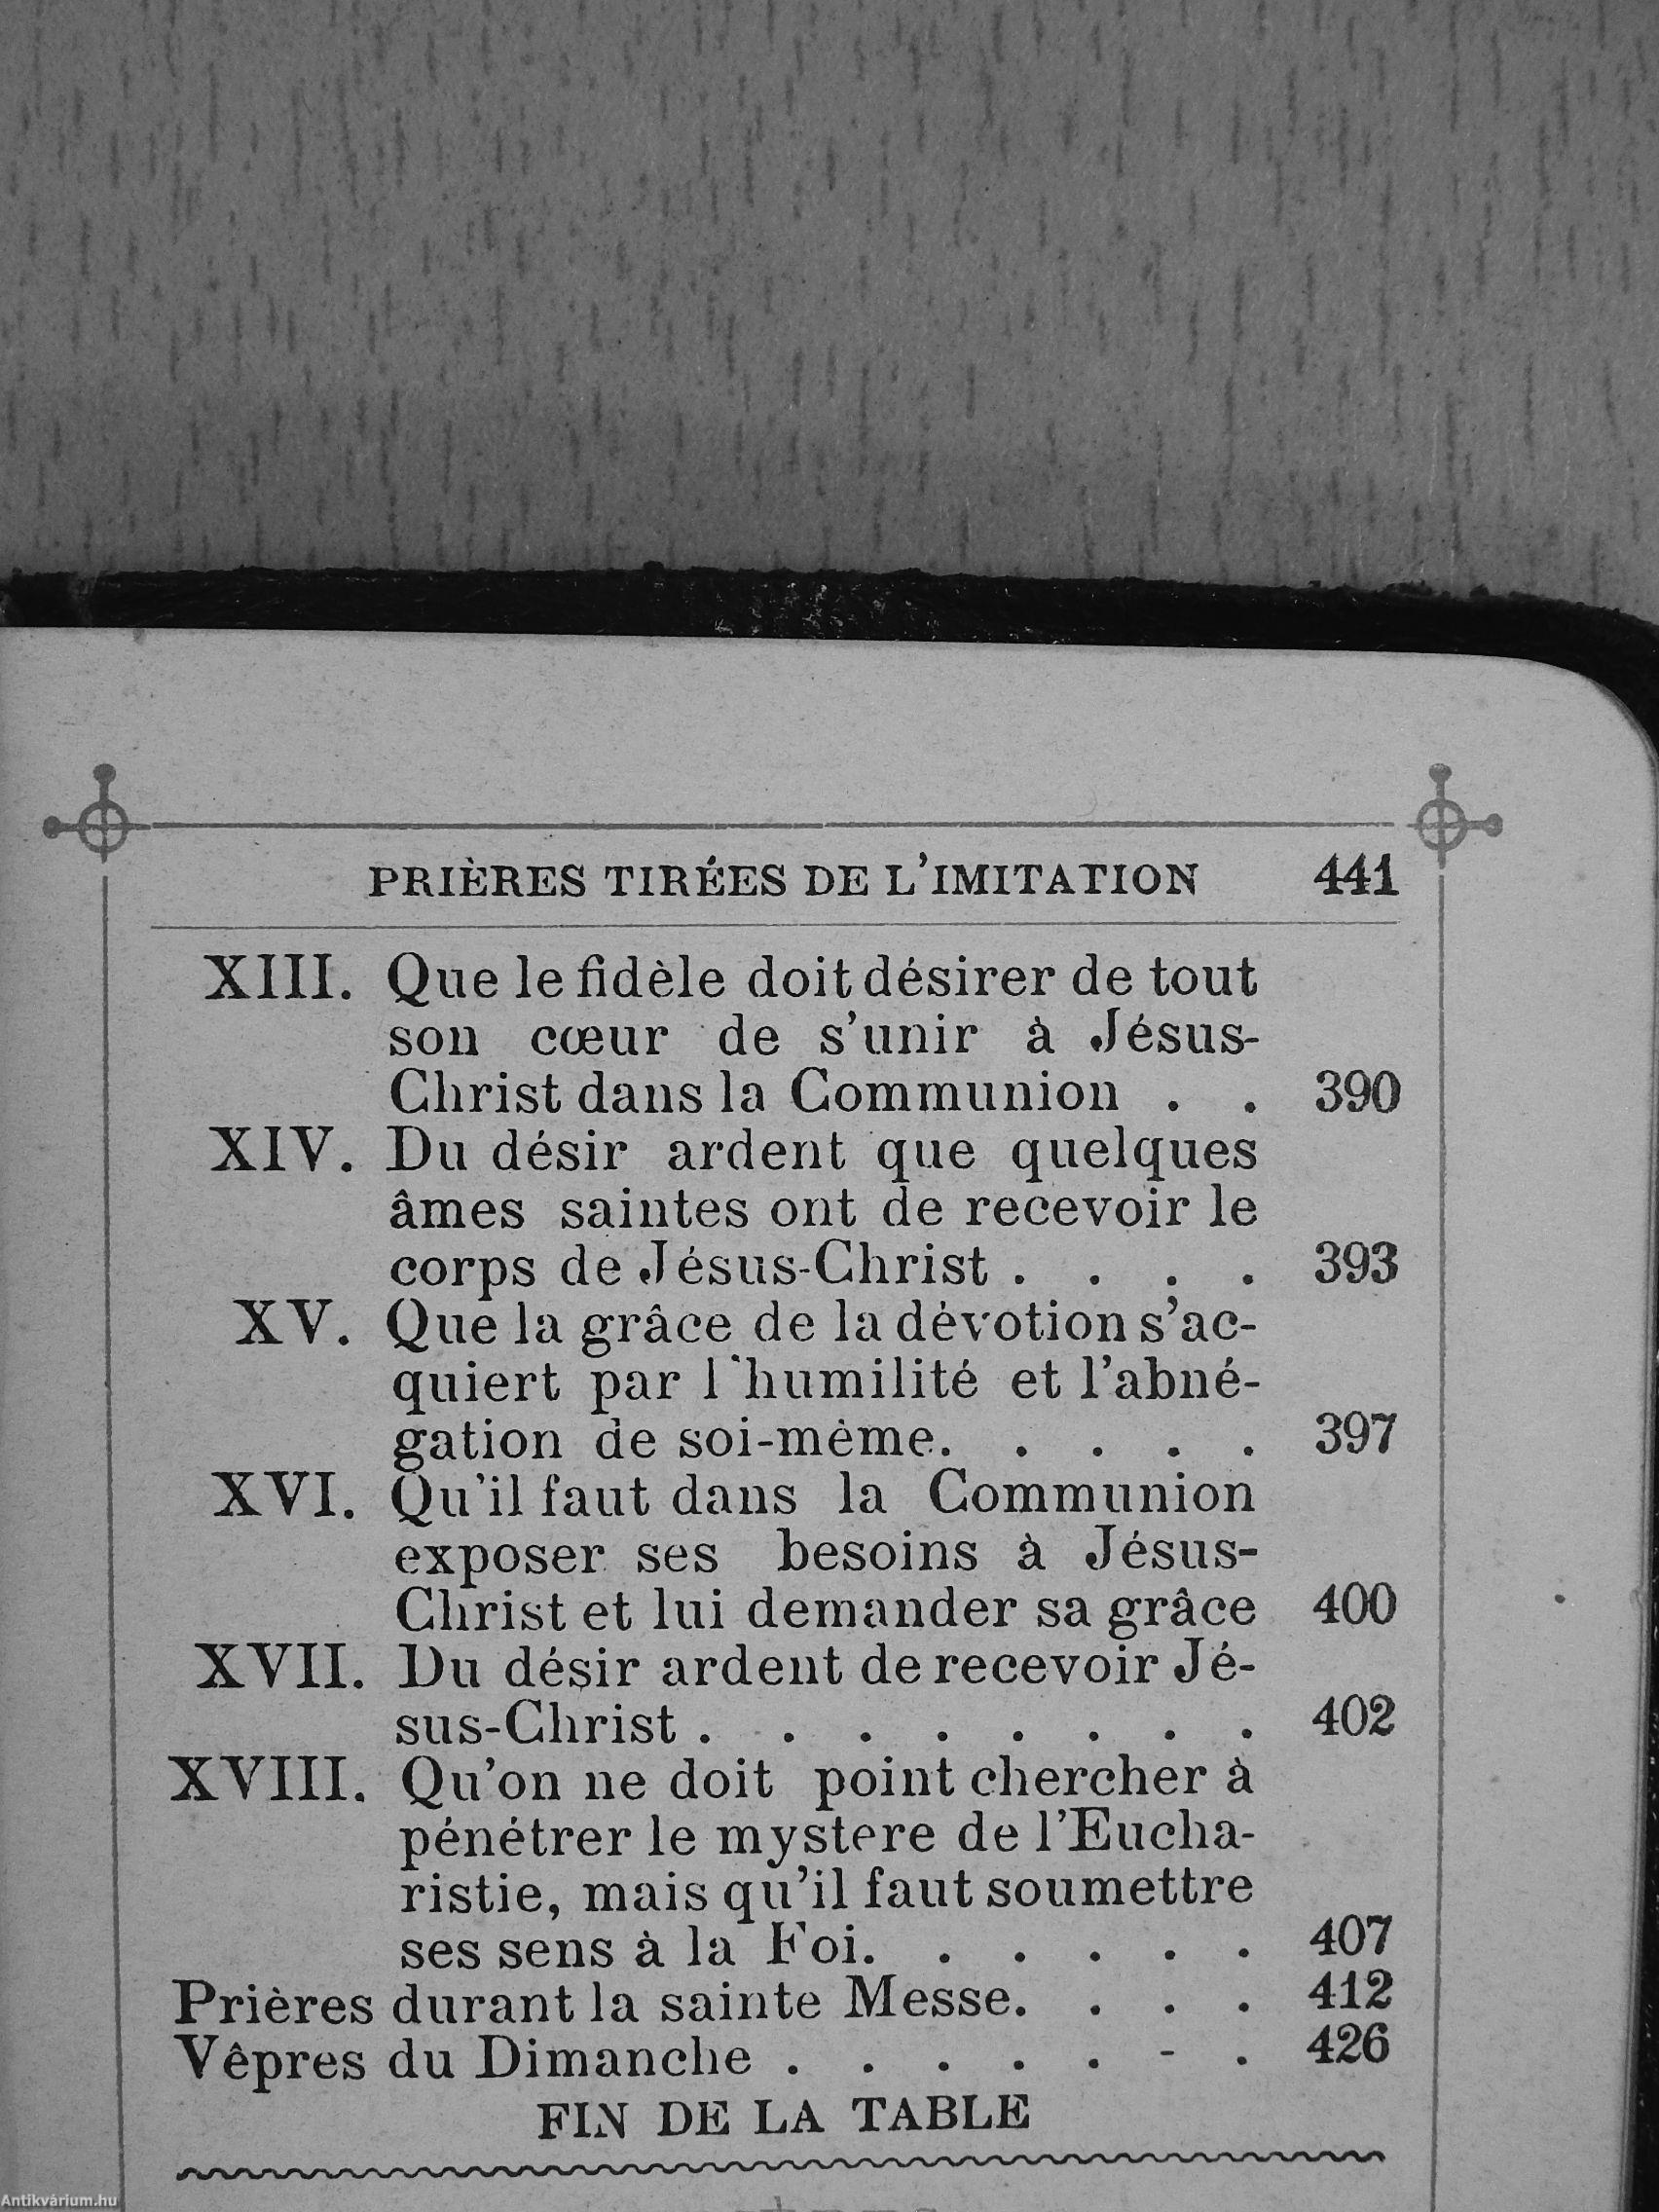 PRIÈRES TIRÉES DE L'IMITATION 441
XIII. Que le fidèle doit désirer de tout
son cœur de s'unir à Jésus-
Christ dans la Communion . . 390
XIV. Du désir ardent que quelques
âmes saintes ont de recevoir le
corps de Jésus-Christ . . . . 393
XV. Que la grâce de la dévotion s'ac-
quiert par l'humilité et l'abné-
gation de soi-même. . . . . 397
XVI. Qu'il faut dans la Communion
exposer ses besoins à Jésus-
Christ et lui demander sa grâce 400
XVII. Du désir ardent de recevoir Jé-
sus-Christ . . . . . . . . 402
XVIII. Qu'on ne doit point chercher à
pénétrer le mystere de l'Eucha-
ristie, mais qu'il faut soumettre
ses sens à la Foi. . . . . . 407
Prières durant la sainte Messe. . . . 412
Vêpres du Dimanche . . . . . - . 426
FIN DE LA TABLE
Antikvárium.hu